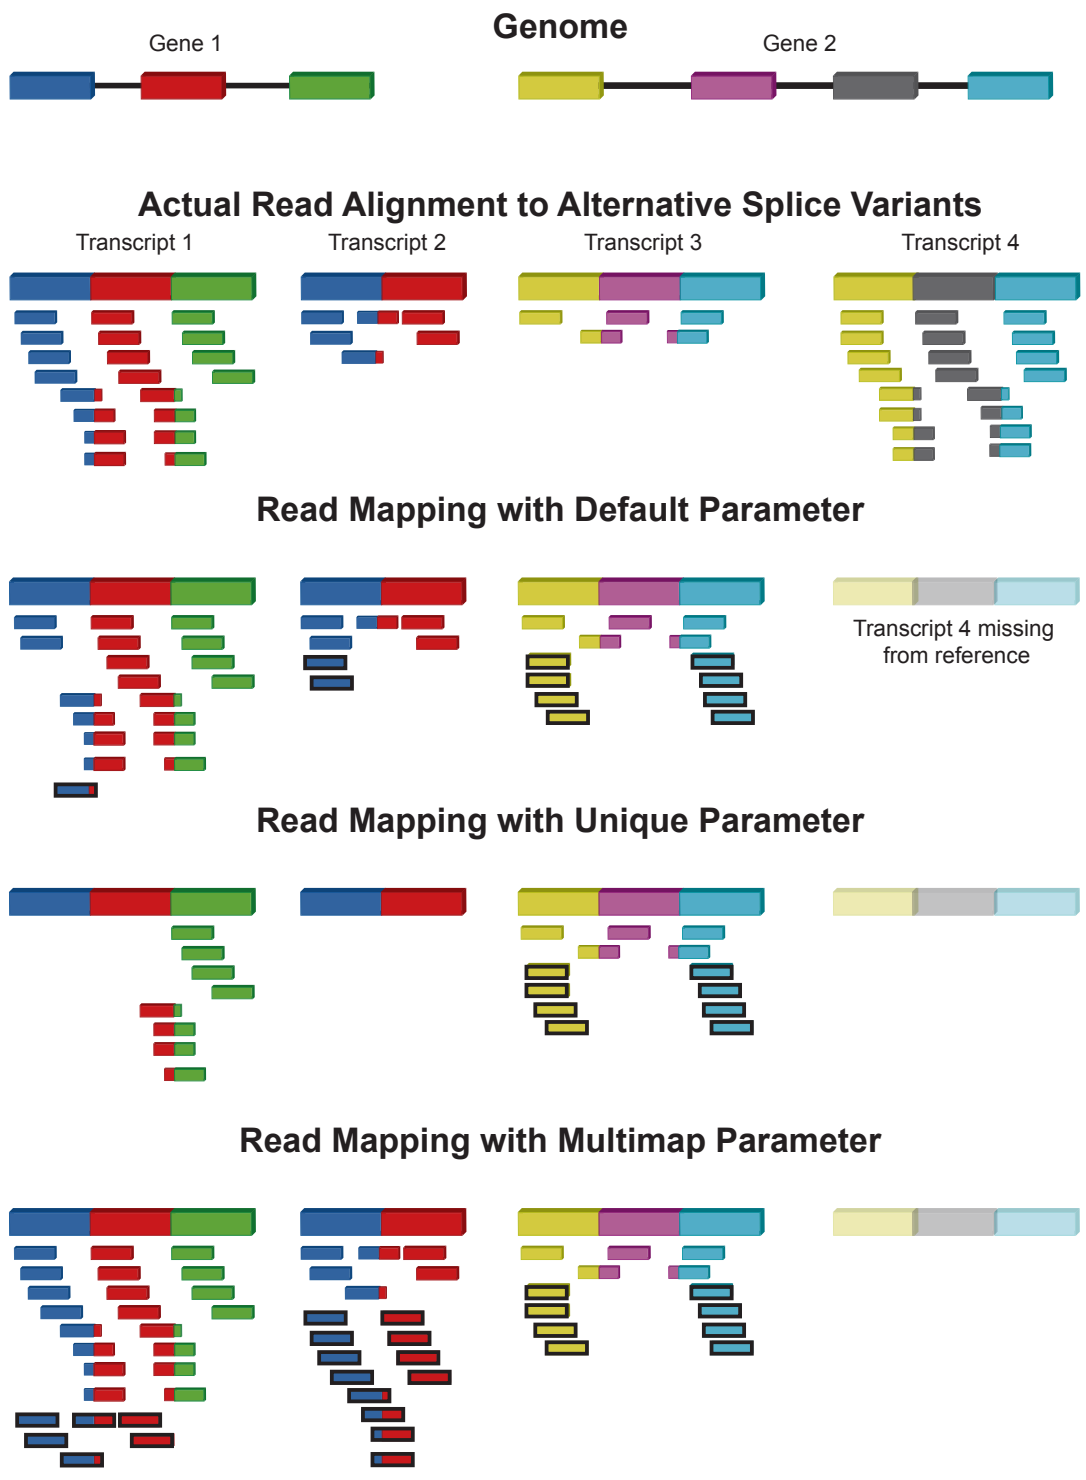 Genome
Gene 1
Gene 2
Actual Read Alignment to Alternative Splice Variants
Transcript 1
Transcript 2
Transcript 3
Transcript 4
Read Mapping with Default Parameter
Transcript 4 missing
from reference
Read Mapping with Unique Parameter
Read Mapping with Multimap Parameter